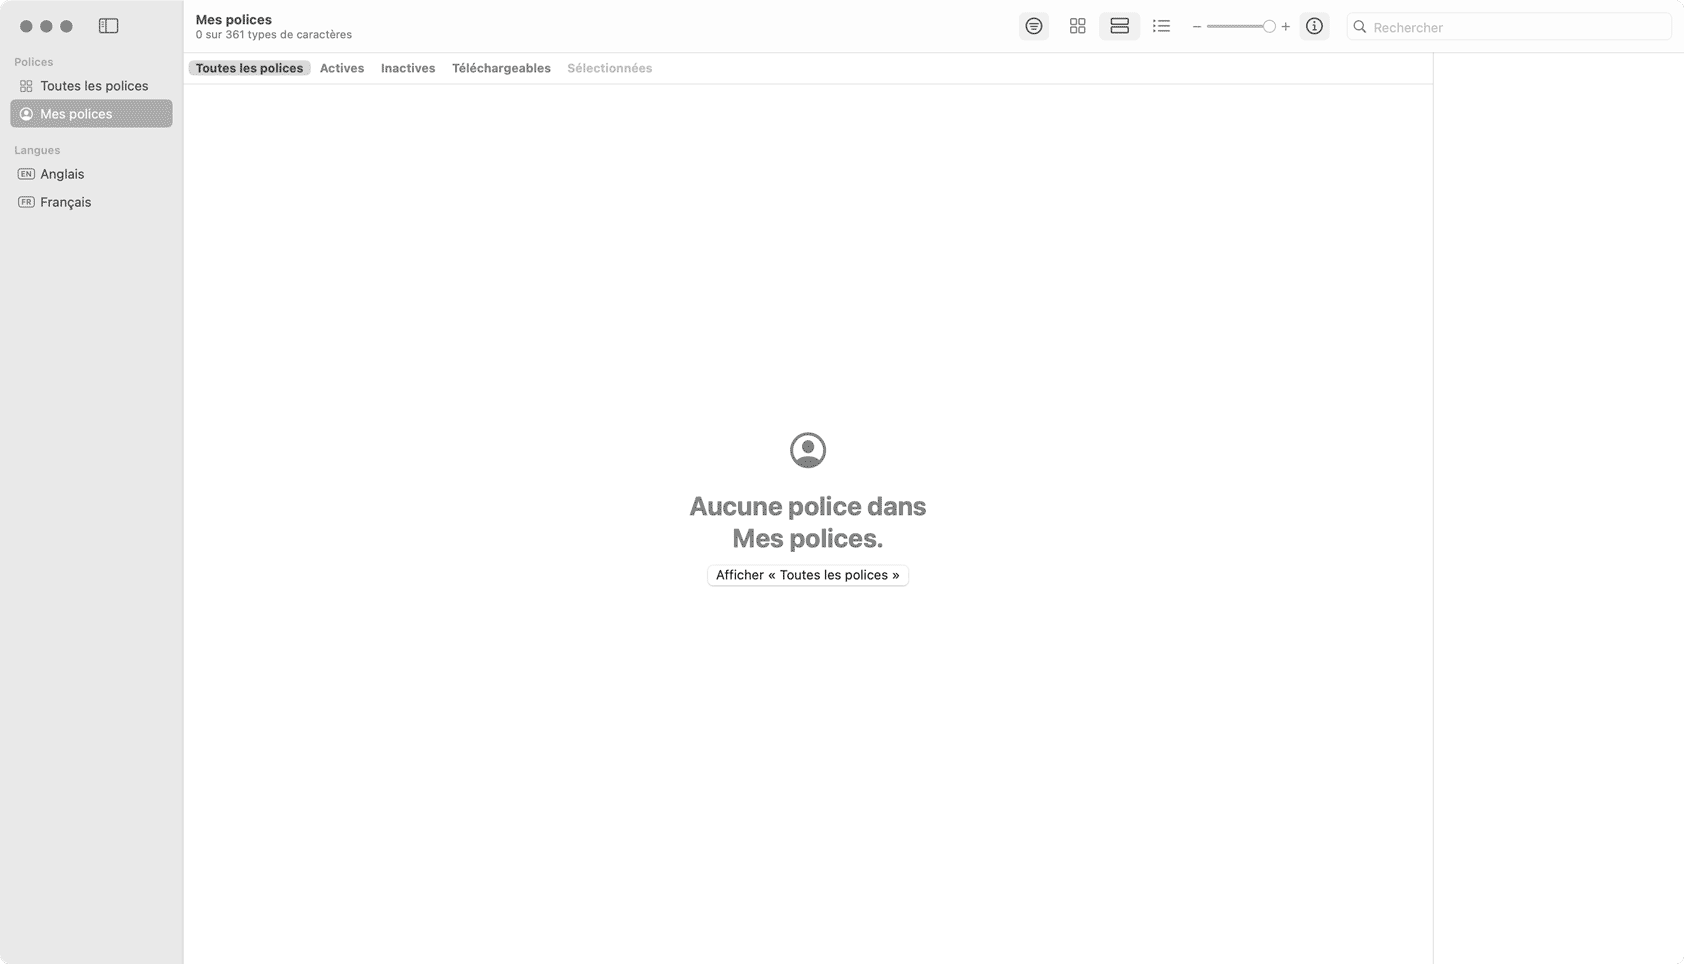 Mes polices
0 sur 361 types de caractères
Rechercher
Polices
Toutes les polices
Mes polices
Langues
EN Anglais
FR Français
Toutes les polices Actives Inactives Téléchargeables Sélectionnées
Aucune police dans
Mes polices.
Afficher « Toutes les polices »